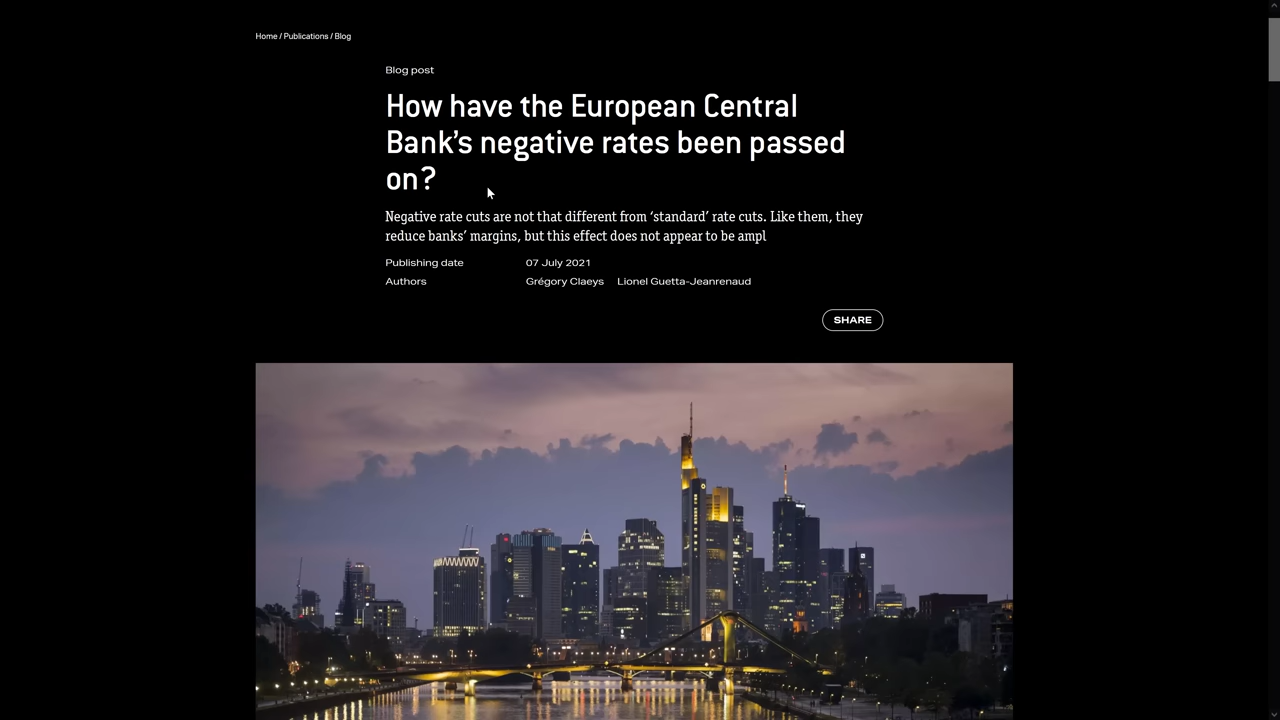 Home / Publications / Blog
Blog post
How have the European Central
Bank's negative rates been passed
on?
Negative rate cuts are not that different from 'standard' rate cuts. Like them, they
reduce banks' margins, but this effect does not appear to be ampl
Publishing date 07 July 2021
Authors Grégory Claeys Lionel Guetta-Jeanrenaud
SHARE